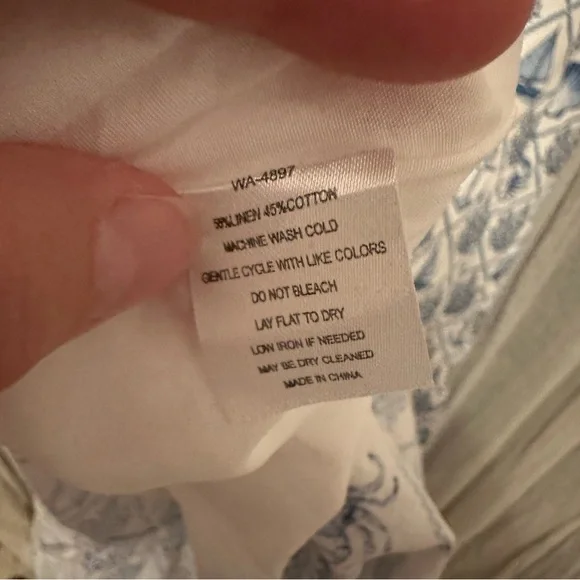 WA-4897
55%LINEN 45%COTTON
MACHINE WASH COLD
GENTLE CYCLE WITH LIKE COLORS
DO NOT BLEACH
LAY FLAT TO DRY
LOW IRON IF NEEDED
MAY BE DRY CLEANED
MADE IN CHINA